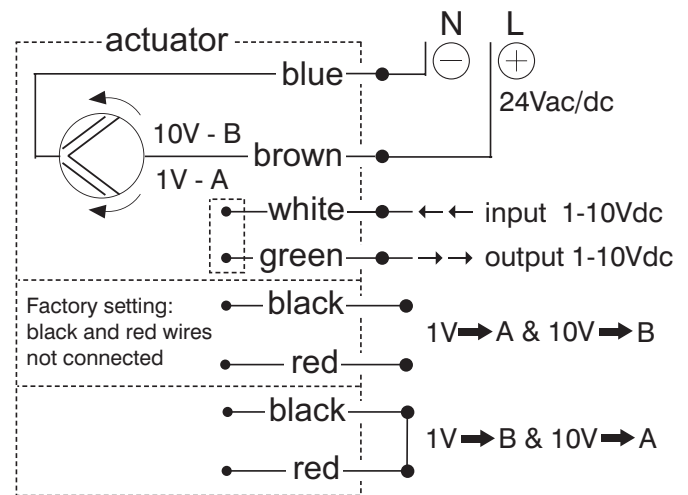 N L
actuator
blue
24Vac/dc
10V - B
brown
1V - A
white input 1-10Vdc
green output 1-10Vdc
Factory setting:
black and red wires
not connected
black
1V➡A & 10V➡B
red
black
1V➡B & 10V➡A
red